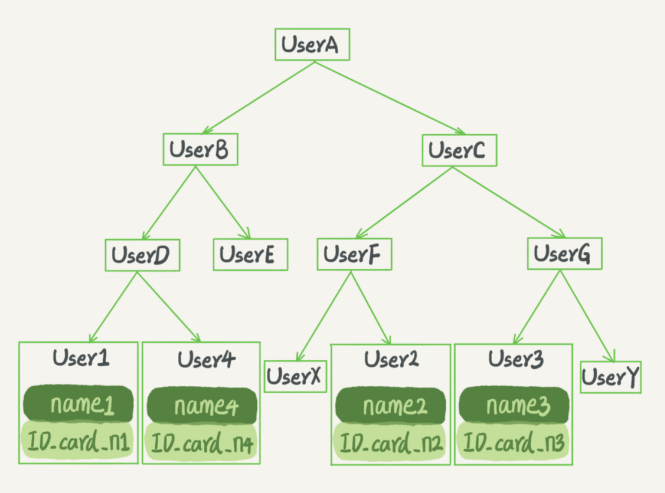 UserA
UserB
UserC
UserD
UserE
UserF
UserG
User1
User4
UserX
User2
User3
UserY
name1
name4
name2
name3
ID_card_n1
ID_card_n4
ID_card_n2
ID_card_n3